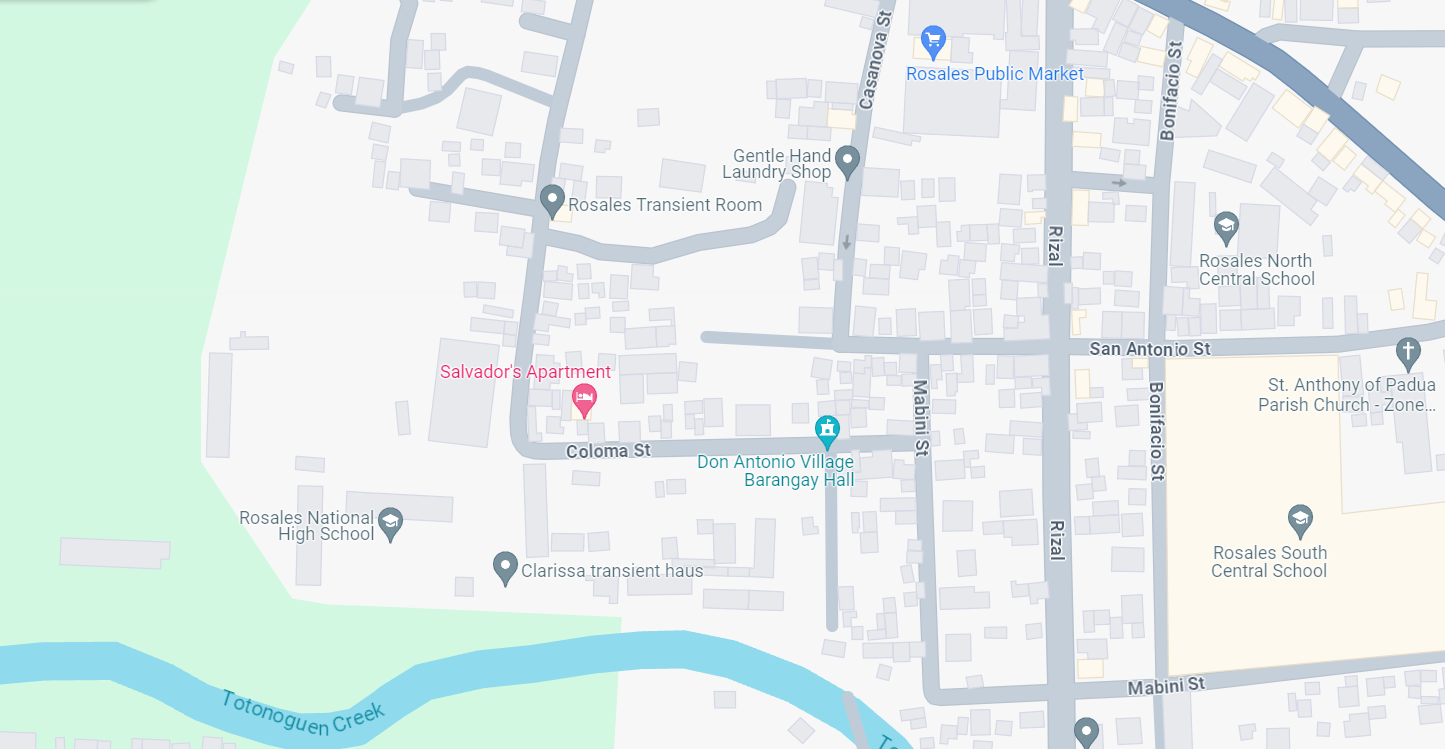 Casanova St
Rosales Public Market
Bonifacio St
Gentle Hand
Laundry Shop
Rosales Transient Room
Rizal
Rosales North
Central School
San Antonio St
Salvador's Apartment
Mabini St
Bonifacio St
St. Anthony of Padua
Parish Church - Zone...
Coloma St
Don Antonio Village
Barangay Hall
Rosales National
High School
Rizal
Rosales South
Central School
Clarissa transient haus
Mabini St
Totonoguen Creek